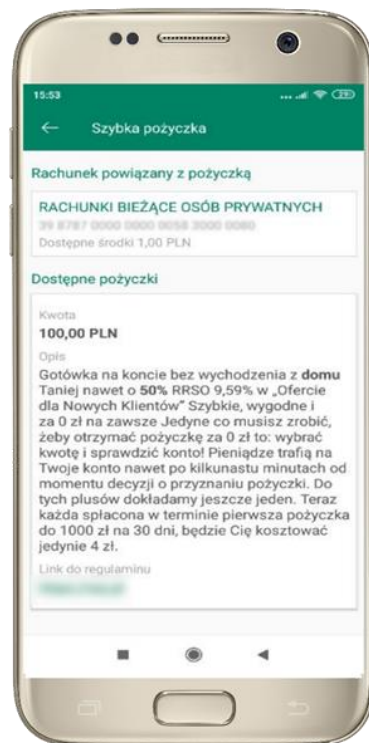 15:53
Szybka pożyczka
Rachunek powiązany z pożyczką
RACHUNKI BIEŻĄCE OSÓB PRYWATNYCH
Dostępne środki 1,00 PLN
Dostępne pożyczki
Kwota
100,00 PLN
Opis
Gotówka na koncie bez wychodzenia z domu
Taniej nawet o 50% RRSO 9,59% w „Ofercie
dla Nowych Klientów” Szybkie, wygodne i
za 0 zł na zawsze Jedyne co musisz zrobić,
żeby otrzymać pożyczkę za 0 zł to: wybrać
kwotę i sprawdzić konto! Pieniądze trafią na
Twoje konto nawet po kilkunastu minutach od
momentu decyzji o przyznaniu pożyczki. Do
tych plusów dokładamy jeszcze jeden. Teraz
każda spłacona w terminie pierwsza pożyczka
do 1000 zł na 30 dni, będzie Cię kosztować
jedynie 4 zł.
Link do regulaminu